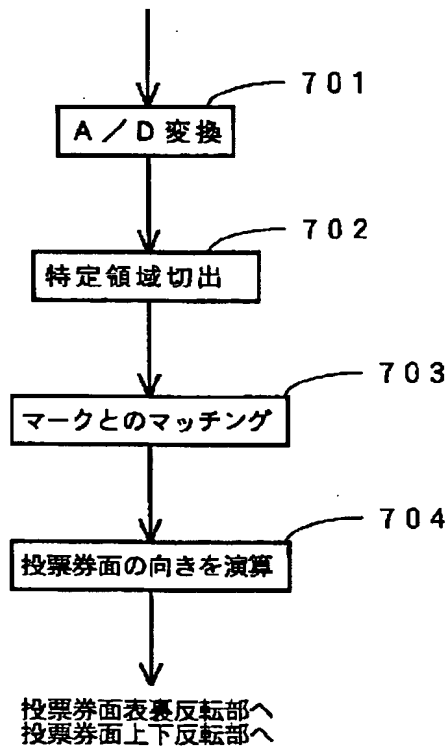 701
A/D変換
702
特定領域切出
703
マークとのマッチング
704
投票券面の向きを演算
投票券面表裏反転部へ
投票券面上下反転部へ